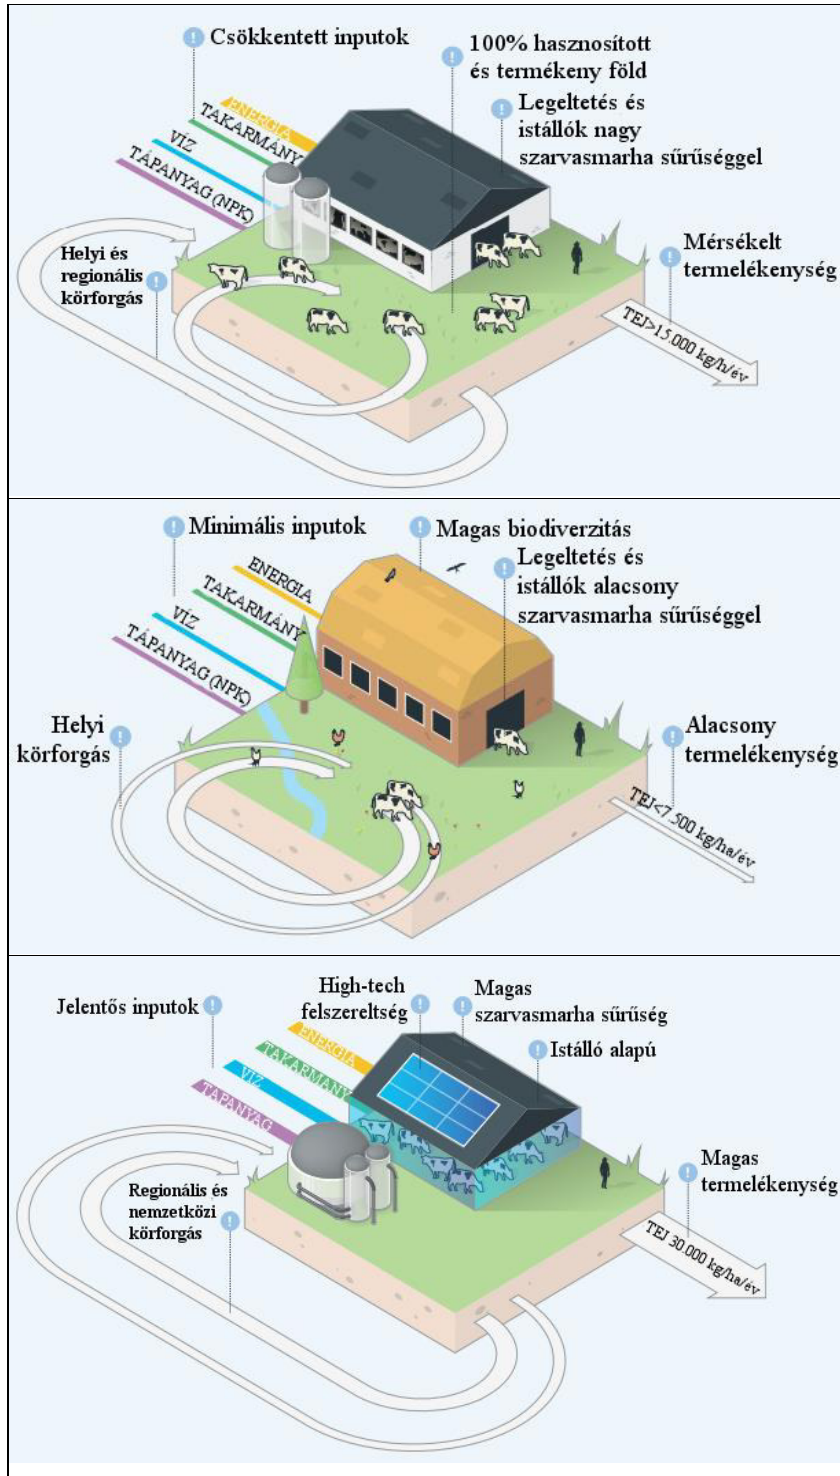 Csökkentett inputok
100% hasznosított
és termékeny föld
Legeltetés és
istállók nagy
szarvasmarha sűrűséggel
ENERGIA
TAKARMÁNY
VÍZ
TÁPANYAG (NPK)
Helyi és
regionális
körforgás
Mérsékelt
termelékenység
TEJ>15.000 kg/h/év
Minimális inputok
Magas biodiverzitás
Legeltetés és
istállók alacsony
szarvasmarha sűrűséggel
ENERGIA
TAKARMÁNY
VÍZ
TÁPANYAG (NPK)
Helyi
körforgás
Alacsony
termelékenység
TEJ<7.500 kg/ha/év
Jelentős inputok
High-tech
felszereltség
Magas
szarvasmarha sűrűség
Istálló alapú
ENERGIA
TAKARMÁNY
VÍZ
TÁPANYAG
Regionális és
nemzetközi
körforgás
Magas
termelékenység
TEJ 30.000 kg/ha/év